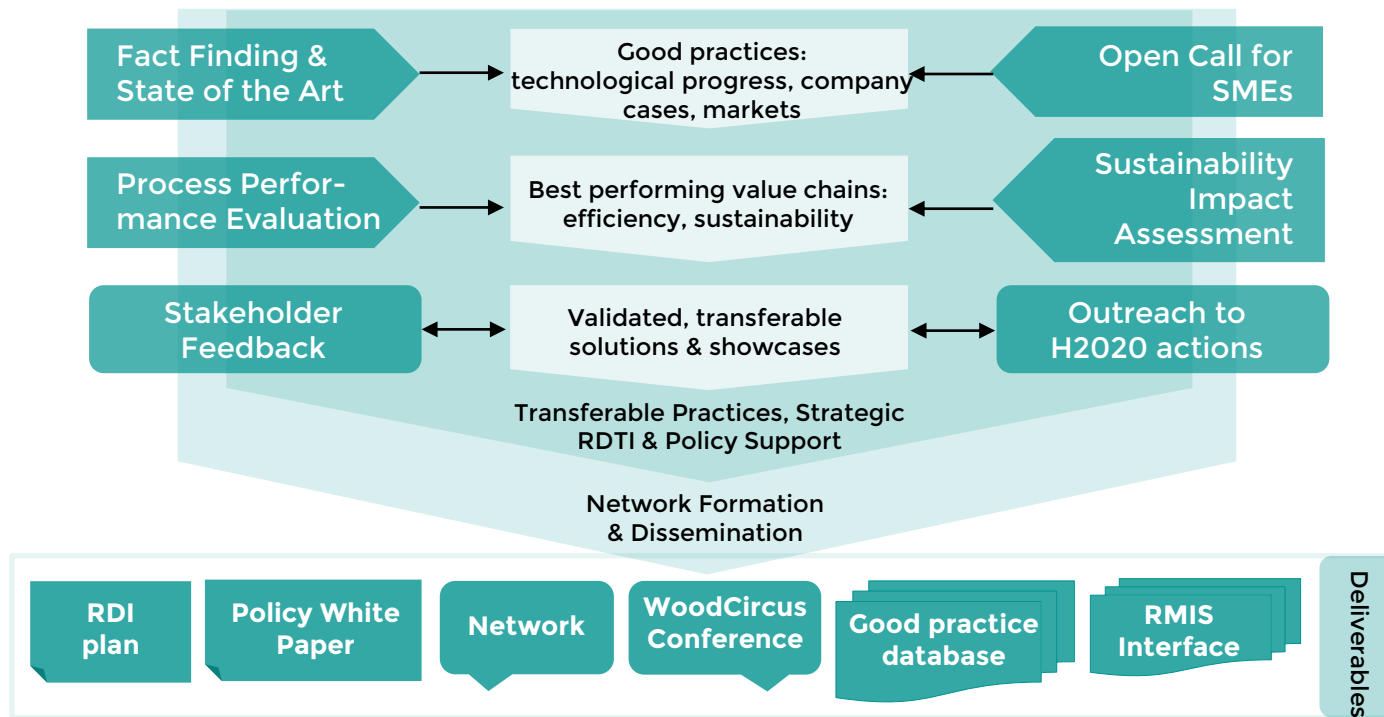 Fact Finding &
State of the Art
Good practices:
technological progress, company
cases, markets
Open Call for
SMEs
Process Perfor-
mance Evaluation
Best performing value chains:
efficiency, sustainability
Sustainability
Impact
Assessment
Stakeholder
Feedback
Validated, transferable
solutions & showcases
Outreach to
H2020 actions
Transferable Practices, Strategic
RDTI & Policy Support
Network Formation
& Dissemination
RDI
plan
Policy White
Paper
Network
WoodCircus
Conference
Good practice
database
RMIS
Interface
Deliverables